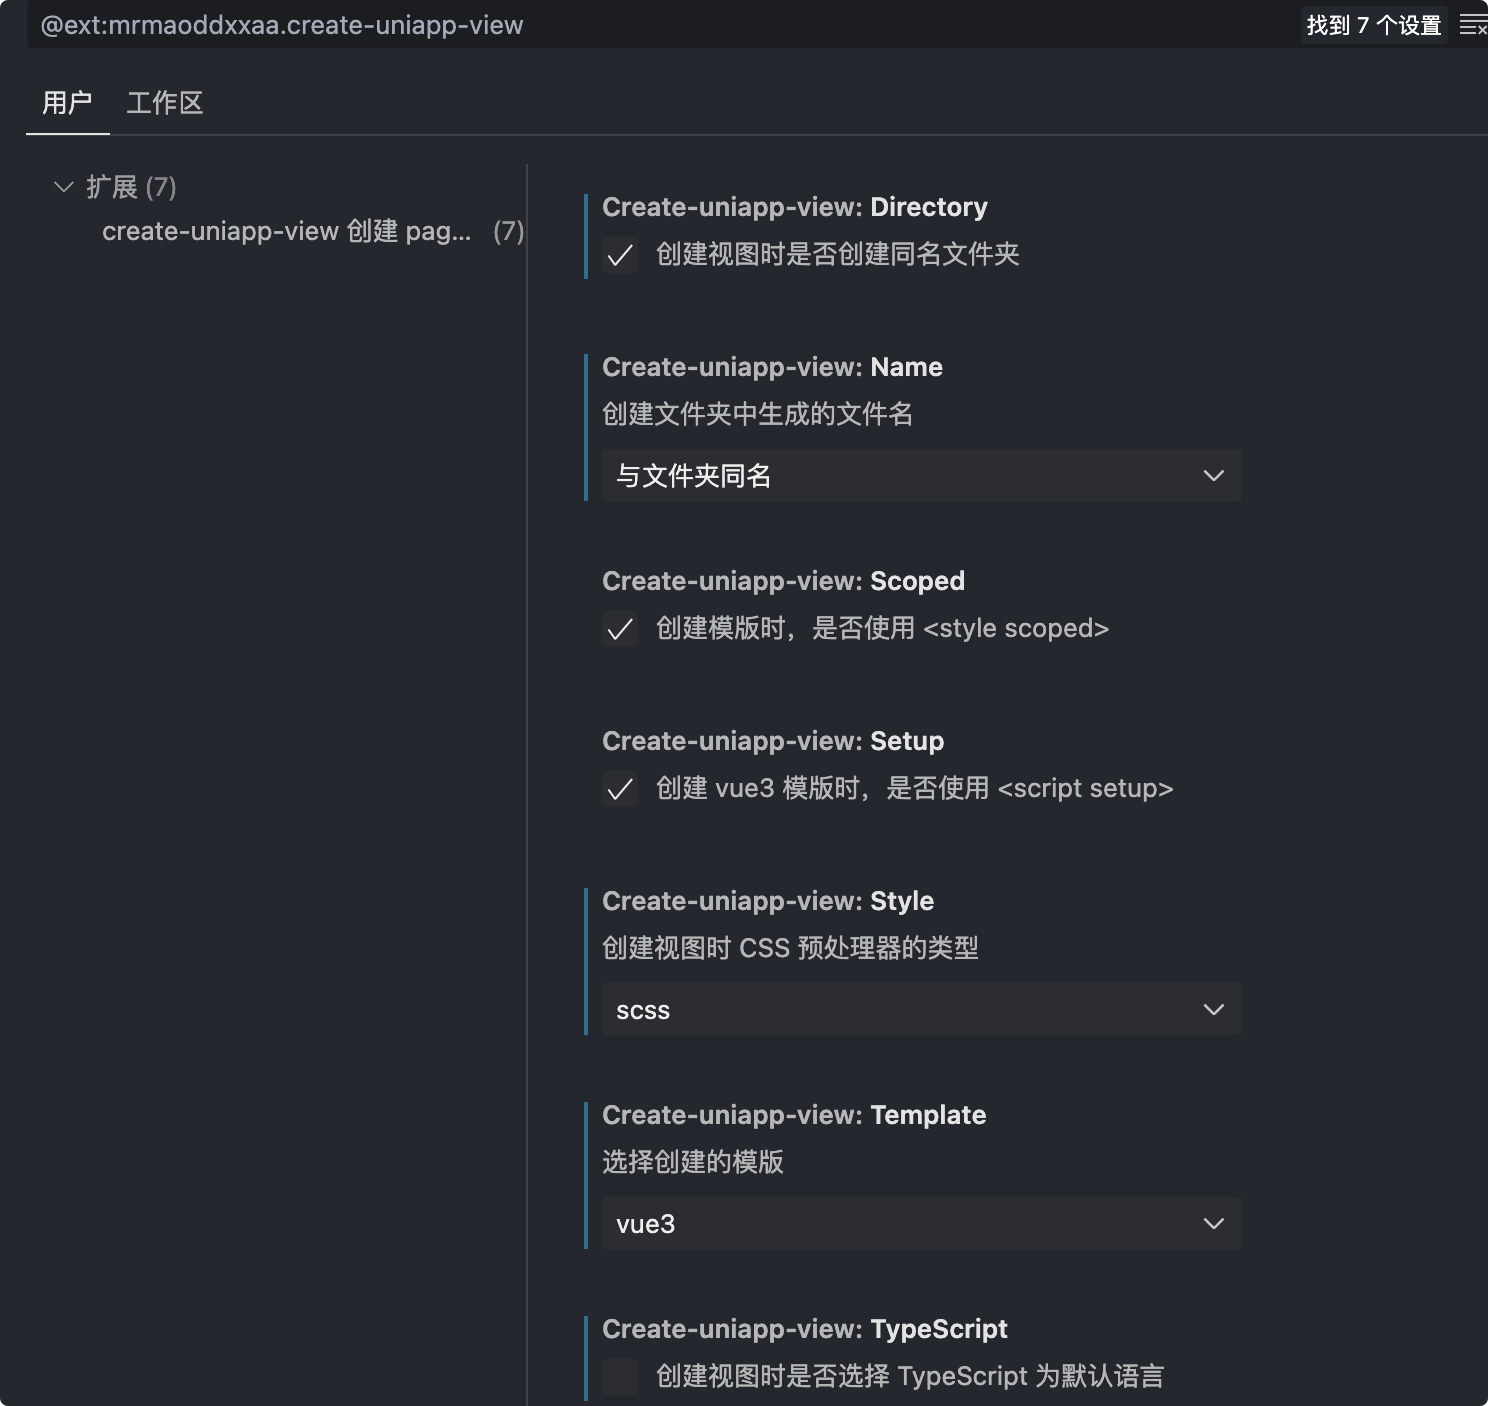 @ext:mrmaoddxxaa.create-uniapp-view
找到 7 个设置
用户 工作区
扩展 (7)
create-uniapp-view 创建 pag... (7)
Create-uniapp-view: Directory
创建视图时是否创建同名文件夹
Create-uniapp-view: Name
创建文件夹中生成的文件名
与文件夹同名
Create-uniapp-view: Scoped
创建模版时，是否使用 <style scoped>
Create-uniapp-view: Setup
创建 vue3 模版时，是否使用 <script setup>
Create-uniapp-view: Style
创建视图时 CSS 预处理器的类型
scss
Create-uniapp-view: Template
选择创建的模版
vue3
Create-uniapp-view: TypeScript
创建视图时是否选择 TypeScript 为默认语言